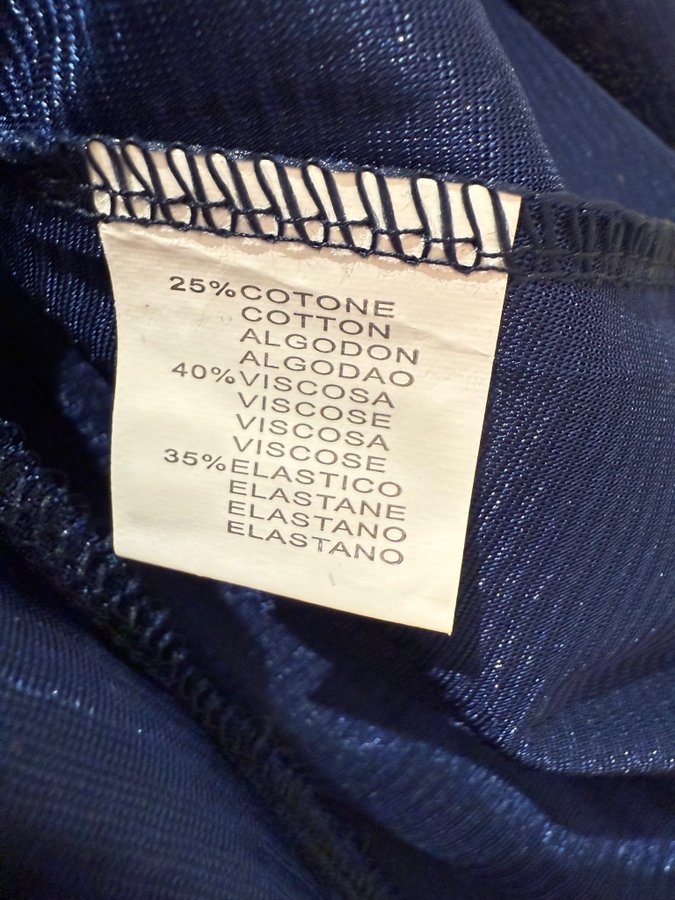 25%COTONE
COTTON
ALGODON
ALGODAO
40%VISCOSA
VISCOSE
VISCOSA
VISCOSE
35%ELASTICO
ELASTANE
ELASTANO
ELASTANO